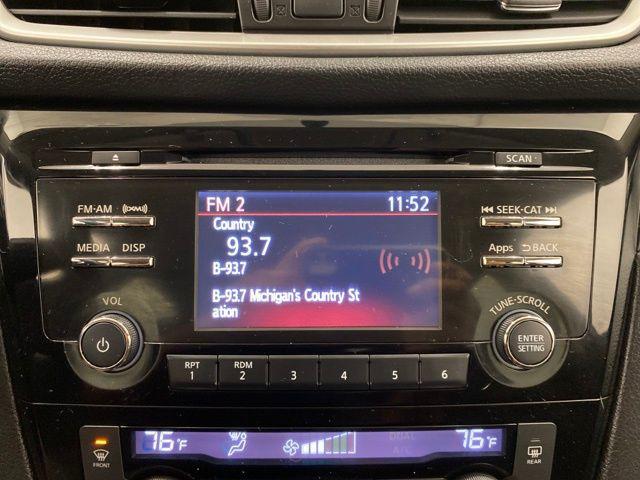 SCAN
FM 2 11:52
Country
93.7
B-93.7
B-93.7 Michigan's Country St
ation
FM·AM ((XM))
MEDIA DISP
VOL
SEEK·CAT
Apps BACK
TUNE·SCROLL
ENTER
SETTING
RPT
1
RDM
2
3
4
5
6
FRONT
76°F
DUAL
A/C
76°F
REAR